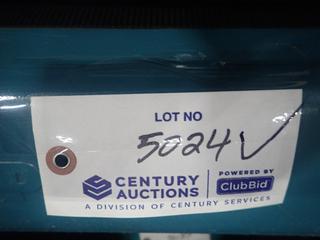 LOT NO
5024 ✓
CENTURY AUCTIONS
POWERED BY
ClubBid
A DIVISION OF CENTURY SERVICES